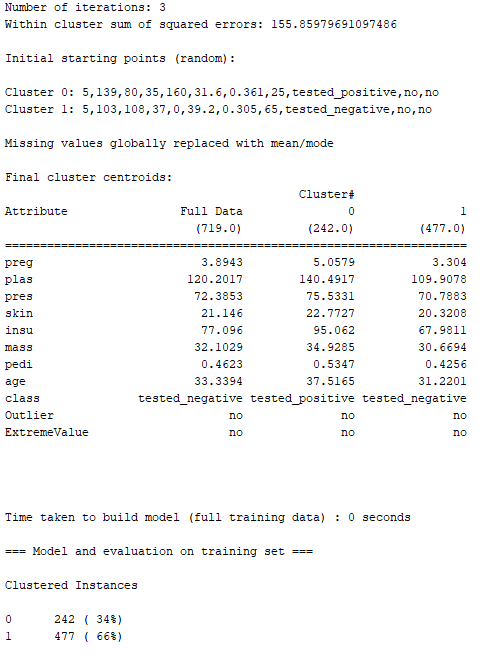 Number of iterations: 3
Within cluster sum of squared errors: 155.85979691097486
Initial starting points (random):
Cluster 0: 5,139,80,35,160,31.6,0.361,25,tested_positive,no,no
Cluster 1: 5,103,108,37,0,39.2,0.305,65,tested_negative,no,no
Missing values globally replaced with mean/mode
Final cluster centroids:
Cluster#
Attribute Full Data 0 1
(719.0) (242.0) (477.0)
==================================================================
preg 3.8943 5.0579 3.304
plas 120.2017 140.4917 109.9078
pres 72.3853 75.5331 70.7883
skin 21.146 22.7727 20.3208
insu 77.096 95.062 67.9811
mass 32.1029 34.9285 30.6694
pedi 0.4623 0.5347 0.4256
age 33.3394 37.5165 31.2201
class tested_negative tested_positive tested_negative
Outlier no no no
ExtremeValue no no no
Time taken to build model (full training data) : 0 seconds
=== Model and evaluation on training set ===
Clustered Instances
0 242 ( 34%)
1 477 ( 66%)